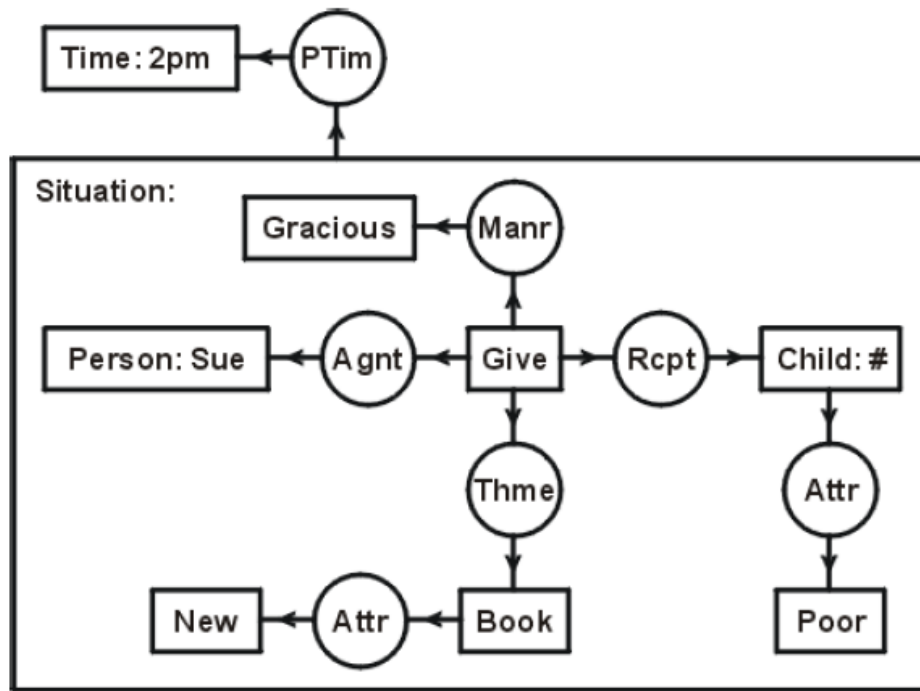 Time: 2pm
PTim
Situation:
Gracious
Manr
Person: Sue
Agnt
Give
Rcpt
Child: #
Thme
Attr
New
Attr
Book
Poor